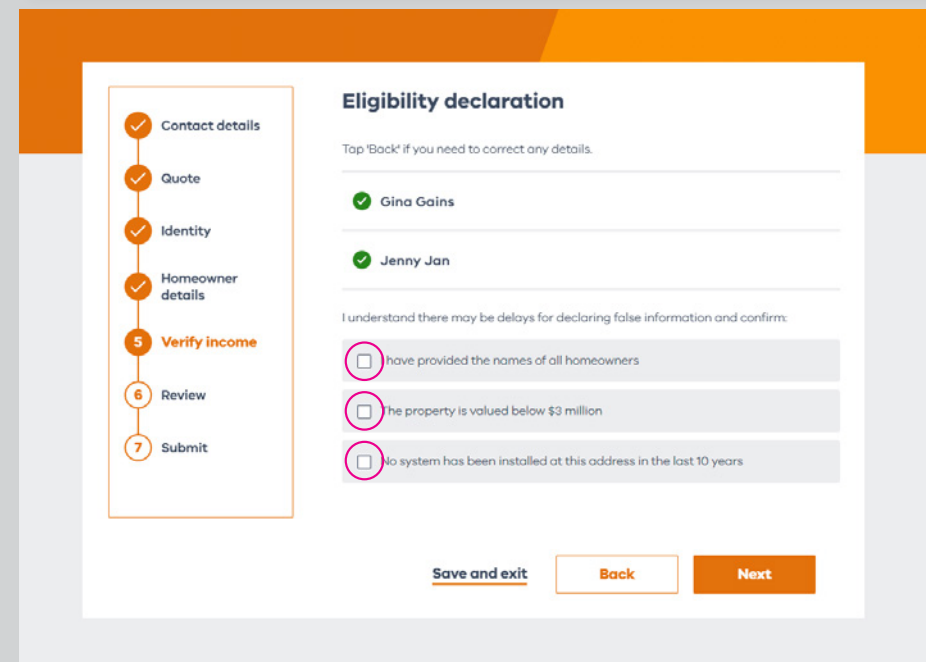 Contact details
Quote
Identity
Homeowner
details
5 Verify income
6 Review
7 Submit
Eligibility declaration
Tap 'Back' if you need to correct any details.
Gina Gains
Jenny Jan
I understand there may be delays for declaring false information and confirm:
have provided the names of all homeowners
The property is valued below $3 million
No system has been installed at this address in the last 10 years
Save and exit
Back
Next